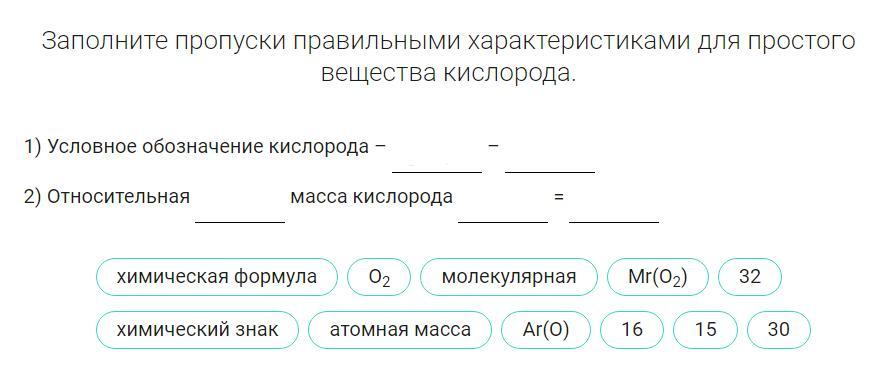 Заполните пропуски правильными характеристиками для простого
вещества кислорода.
1) Условное обозначение кислорода – –
2) Относительная масса кислорода =
химическая формула O₂ молекулярная Mr(O₂) 32
химический знак атомная масса Ar(O) 16 15 30